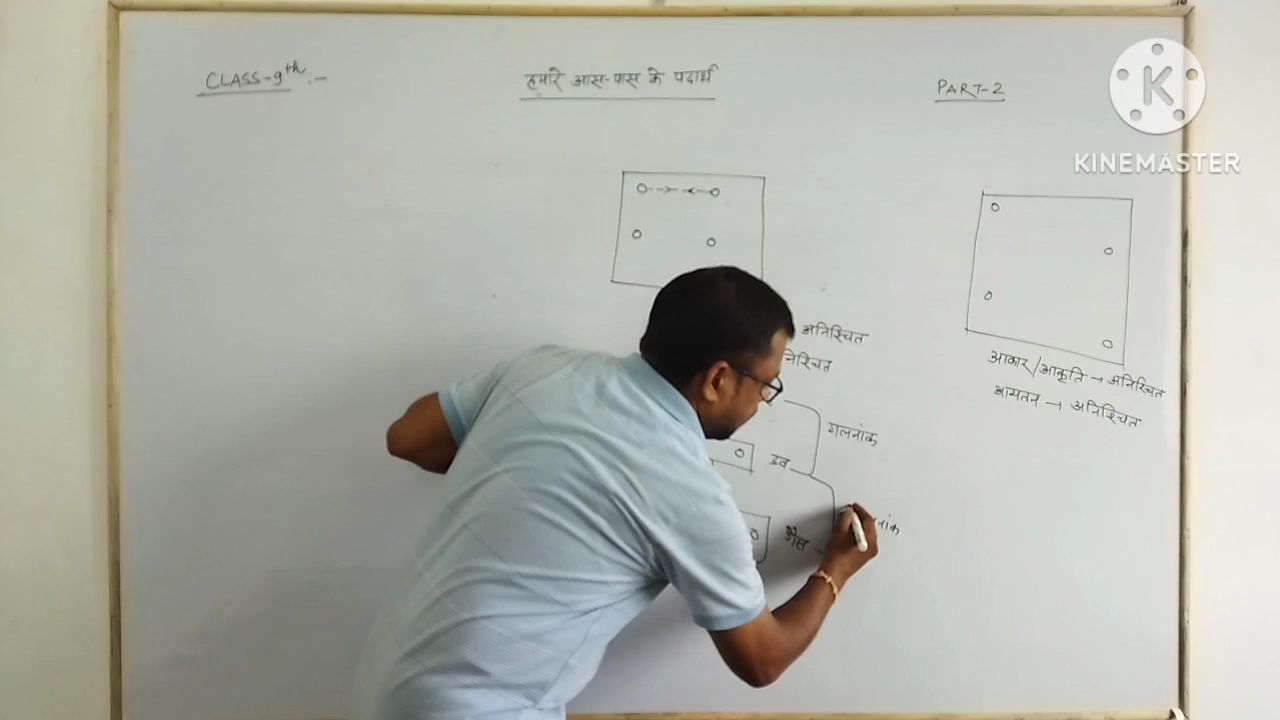 CLASS-9th:-
हमारे आस-पास के पदार्थ
PART-2
K
KINEMASTER
अनिश्चित
निश्चित
गलनांक
द्रव
गैस
नांक
आकार/आकृति → अनिश्चित
आयतन → अनिश्चित